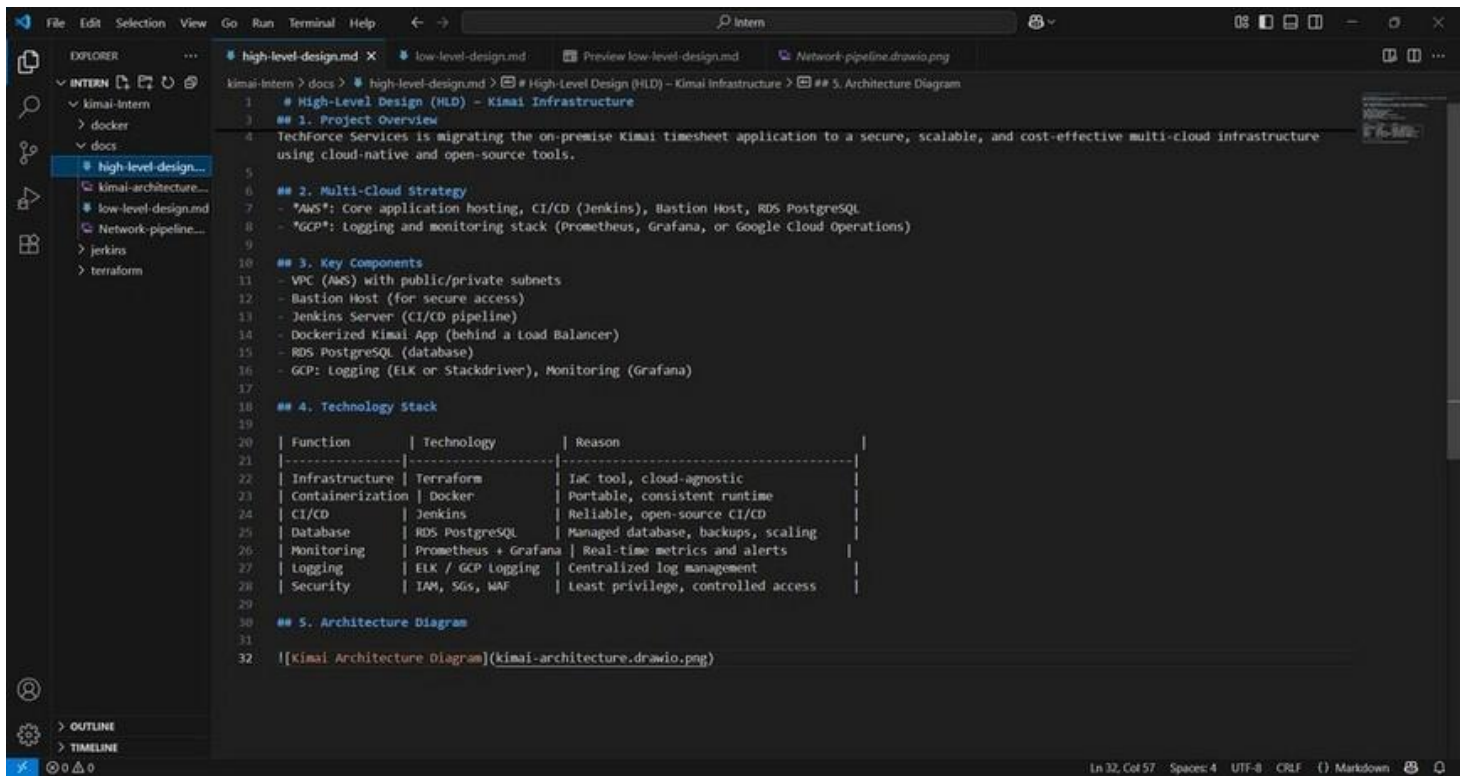 File Edit Selection View Go Run Terminal Help
Intern
EXPLORER ...
high-level-design.md
low-level-design.md
Preview low-level-design.md
Network-pipeline.drawio.png
INTERN
kimai-Intern
docker
docs
high-level-design....
kimai-architecture....
low-level-design.md
Network-pipeline....
jerkins
terraform
OUTLINE
TIMELINE
kimai-Intern > docs > high-level-design.md > # High-Level Design (HLD) – Kimai Infrastructure > ## 5. Architecture Diagram
1 # High-Level Design (HLD) – Kimai Infrastructure
3 ## 1. Project Overview
4 TechForce Services is migrating the on-premise Kimai timesheet application to a secure, scalable, and cost-effective multi-cloud infrastructure
using cloud-native and open-source tools.
5
6 ## 2. Multi-Cloud Strategy
7 - *AWS*: Core application hosting, CI/CD (Jenkins), Bastion Host, RDS PostgreSQL
8 - *GCP*: Logging and monitoring stack (Prometheus, Grafana, or Google Cloud Operations)
9
10 ## 3. Key Components
11 - VPC (AWS) with public/private subnets
12 - Bastion Host (for secure access)
13 - Jenkins Server (CI/CD pipeline)
14 - Dockerized Kimai App (behind a Load Balancer)
15 - RDS PostgreSQL (database)
16 - GCP: Logging (ELK or Stackdriver), Monitoring (Grafana)
17
18 ## 4. Technology Stack
19
20 | Function | Technology | Reason |
21 |----------------|-------------------|-------------------------------------|
22 | Infrastructure | Terraform | IaC tool, cloud-agnostic |
23 | Containerization | Docker | Portable, consistent runtime |
24 | CI/CD | Jenkins | Reliable, open-source CI/CD |
25 | Database | RDS PostgreSQL | Managed database, backups, scaling |
26 | Monitoring | Prometheus + Grafana | Real-time metrics and alerts |
27 | Logging | ELK / GCP Logging | Centralized log management |
28 | Security | IAM, SGs, WAF | Least privilege, controlled access |
29
30 ## 5. Architecture Diagram
31
32 ![Kimai Architecture Diagram](kimai-architecture.drawio.png)
0 0
Ln 32, Col 57 Spaces: 4 UTF-8 CRLF {} Markdown